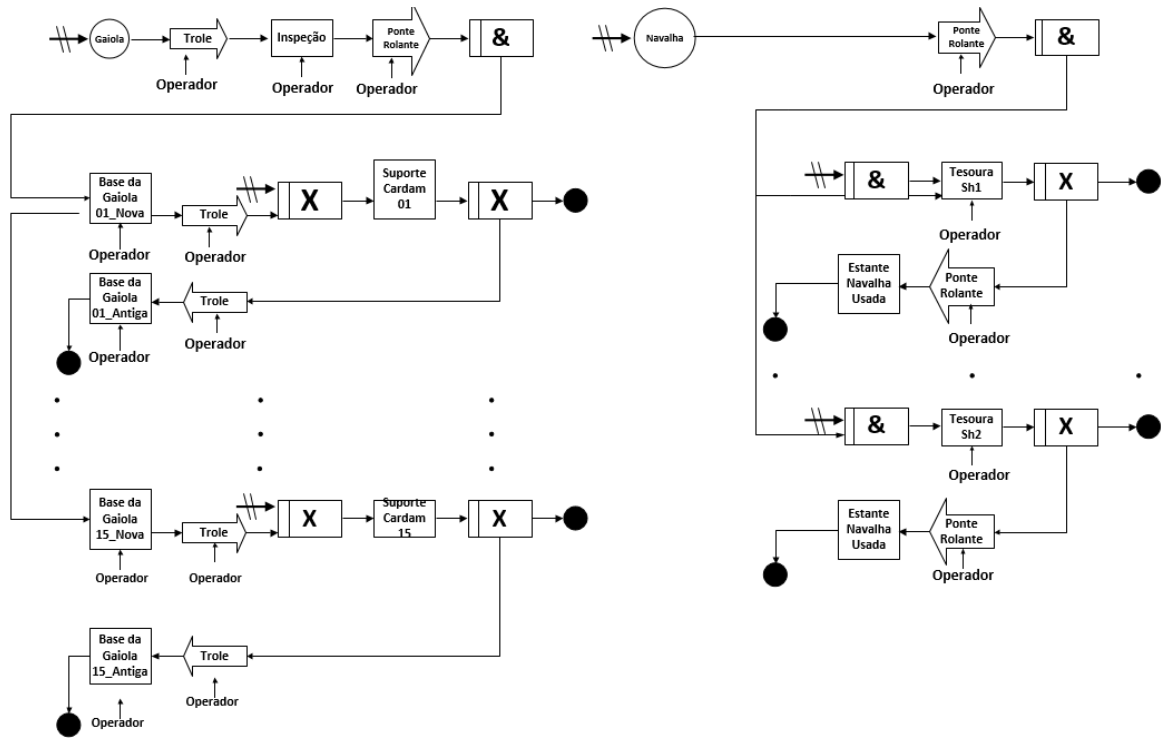 Gaiola
Trole
Inspeção
Ponte
Rolante
&
Operador
Operador
Operador
Base da
Gaiola
01_Nova
Operador
Trole
Operador
X
Suporte
Cardam
01
X
Base da
Gaiola
01_Antiga
Operador
Trole
Operador
Base da
Gaiola
15_Nova
Operador
Trole
Operador
X
Suporte
Cardam
15
X
Base da
Gaiola
15_Antiga
Operador
Trole
Operador
Navalha
Ponte
Rolante
Operador
&
&
Tesoura
Sh1
Operador
X
Estante
Navalha
Usada
Ponte
Rolante
Operador
&
Tesoura
Sh2
Operador
X
Estante
Navalha
Usada
Ponte
Rolante
Operador